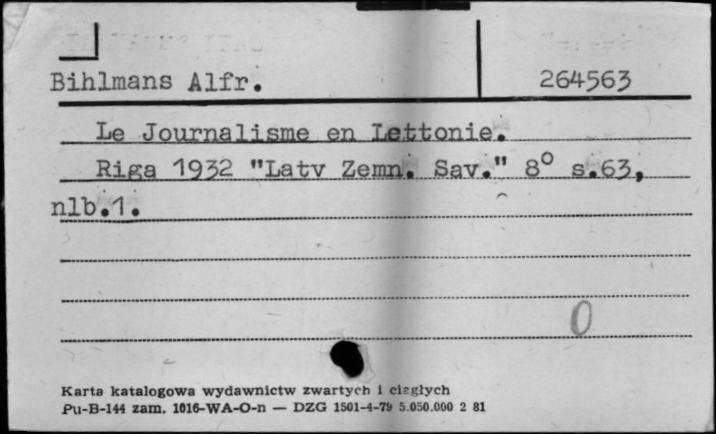 Bihlmans Alfr.
264563
Le Journalisme en Lettonie.
Riga 1932 "Latv Zemn. Sav." 8° s.63,
nlb.1.
0
Karta katalogowa wydawnictw zwartych i ciągłych
Pu-B-144 zam. 1016-WA-O-n — DZG 1501-4-79 5.050.000 2 81